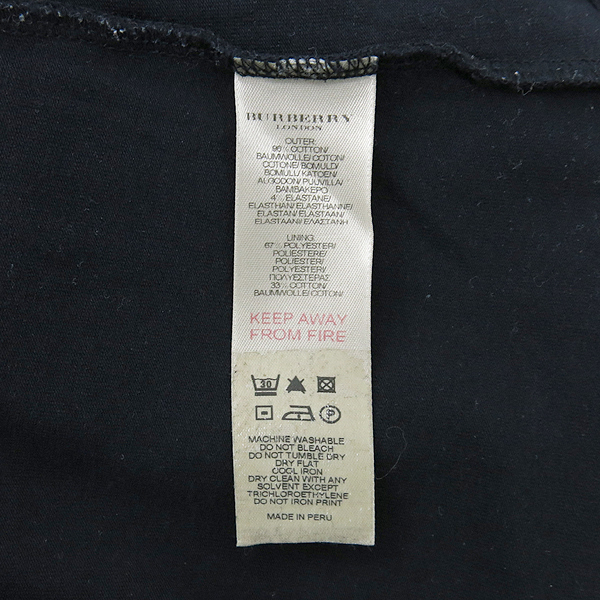 BURBERRY
LONDON
OUTER:
96% COTTON/
BAUMWOLLE/COTON/
COTONE/BOMULD/
BOMULL/KATOEN/
ALGODON/PUUVILLA/
BAMBAKEPO
4% ELASTANE/
ELASTHAN/ELASTHANNE/
ELASTAN/ELASTAAN/
ELASTAANI/ΕΛΑΣΤΑΝΗ
LINING:
67% POLYESTER/
POLIESTERE/
POLIESTER/
POLYESTERI/
ΠΟΛΥΕΣΤΕΡΑΣ
33% COTTON/
BAUMWOLLE/COTON/
KEEP AWAY
FROM FIRE
30
P
MACHINE WASHABLE
DO NOT BLEACH
DO NOT TUMBLE DRY
DRY FLAT
COOL IRON
DRY CLEAN WITH ANY
SOLVENT EXCEPT
TRICHLOROETHYLENE
DO NOT IRON PRINT
MADE IN PERU